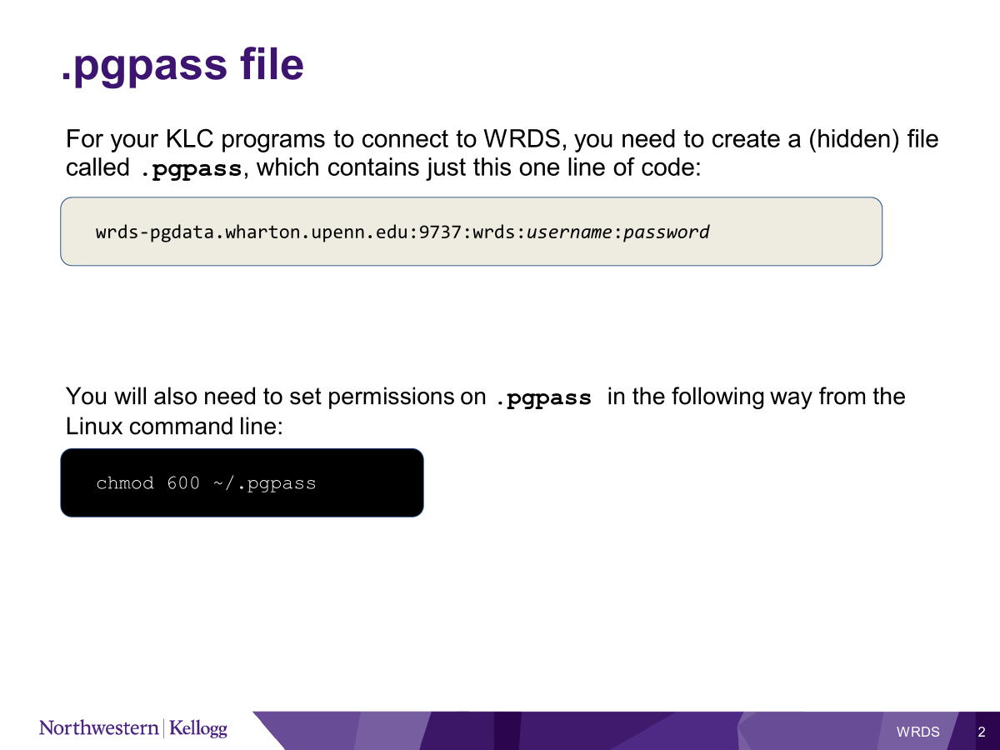 .pgpass file
For your KLC programs to connect to WRDS, you need to create a (hidden) file
called .pgpass, which contains just this one line of code:
wrds-pgdata.wharton.upenn.edu:9737:wrds:username:password
You will also need to set permissions on .pgpass in the following way from the
Linux command line:
chmod 600 ~/.pgpass
Northwestern | Kellogg
WRDS 2